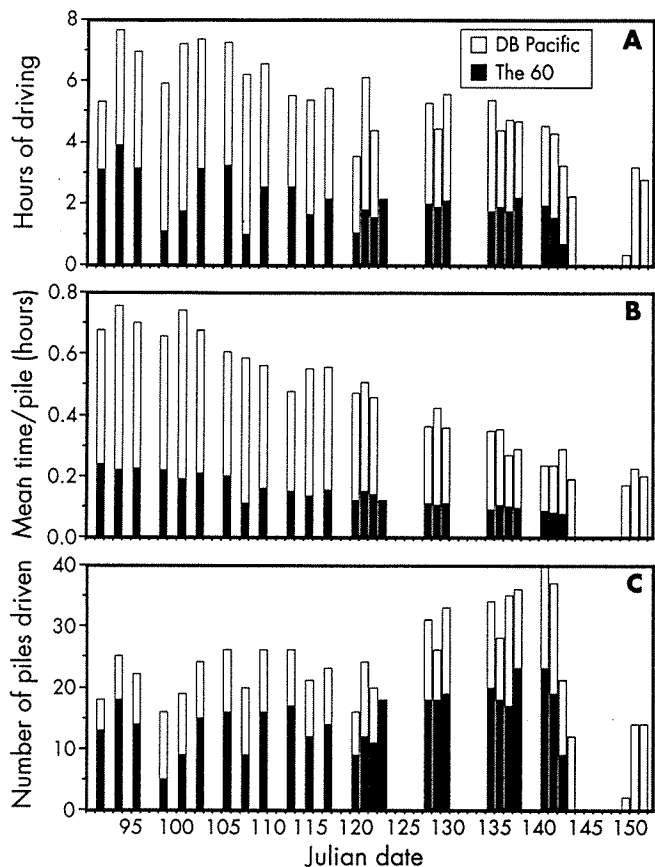 A
DB Pacific
The 60
Hours of driving
8
6
4
2
0
B
Mean time/pile (hours)
0.8
0.6
0.4
0.2
0.0
C
Number of piles driven
40
30
20
10
0
95 100 105 110 115 120 125 130 135 140 145 150
Julian date